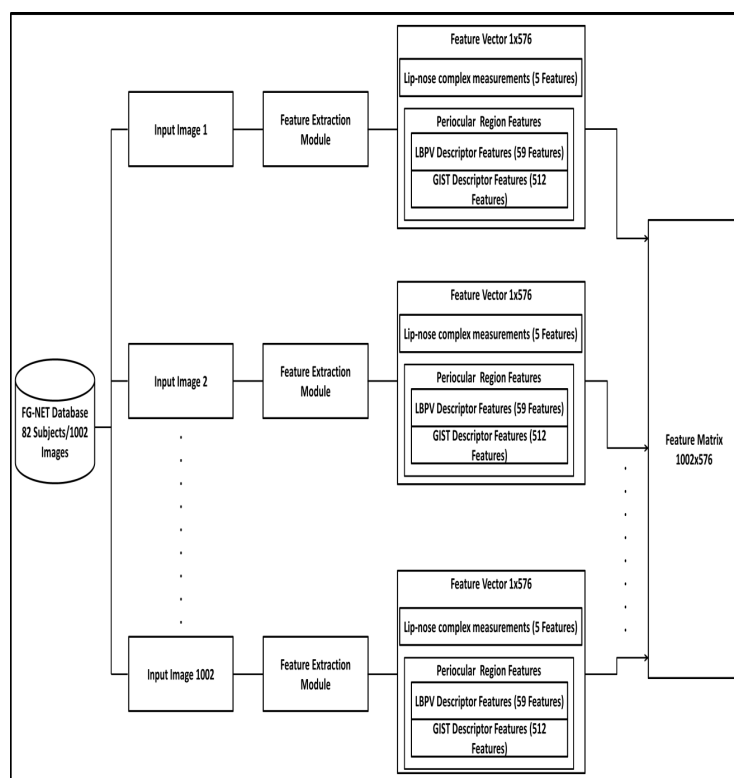 FG-NET Database
82 Subjects/1002
Images
Input Image 1
Feature Extraction
Module
Feature Vector 1x576
Lip-nose complex measurements (5 Features)
Periocular Region Features
LBPV Descriptor Features (59 Features)
GIST Descriptor Features (512
Features)
Input Image 2
Feature Extraction
Module
Feature Vector 1x576
Lip-nose complex measurements (5 Features)
Periocular Region Features
LBPV Descriptor Features (59 Features)
GIST Descriptor Features (512
Features)
Input Image 1002
Feature Extraction
Module
Feature Vector 1x576
Lip-nose complex measurements (5 Features)
Periocular Region Features
LBPV Descriptor Features (59 Features)
GIST Descriptor Features (512
Features)
Feature Matrix
1002x576